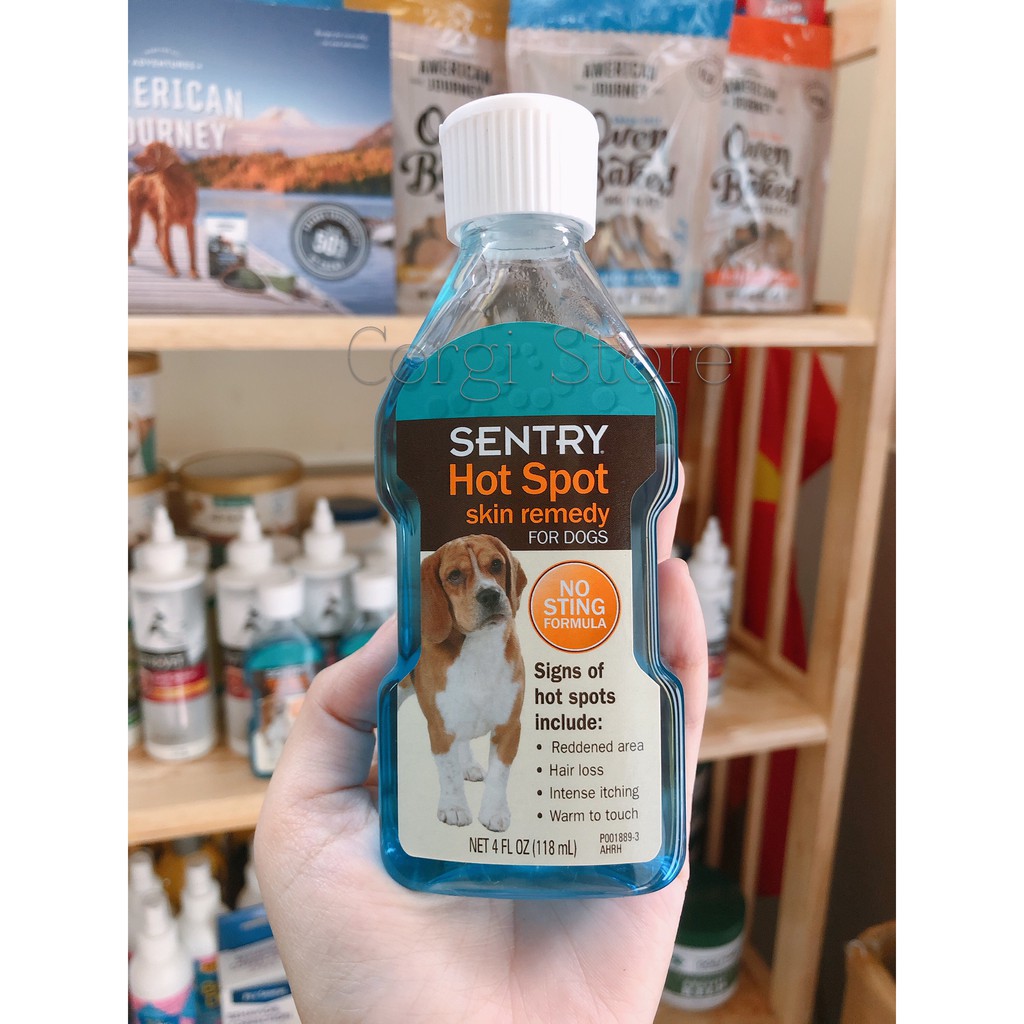 ERICAN
OURNEY
AMERICAN
JOURNEY
AMERICAN
JOURNEY
Oven
Baked
AMERICAN
JOURNEY
Oven
Baked
Corgi Store
SENTRY
Hot Spot
skin remedy
FOR DOGS
NO
STING
FORMULA
Signs of
hot spots
include:
• Reddened area
• Hair loss
• Intense itching
• Warm to touch
NET 4 FL OZ (118 mL)
P001889-3
AHRH